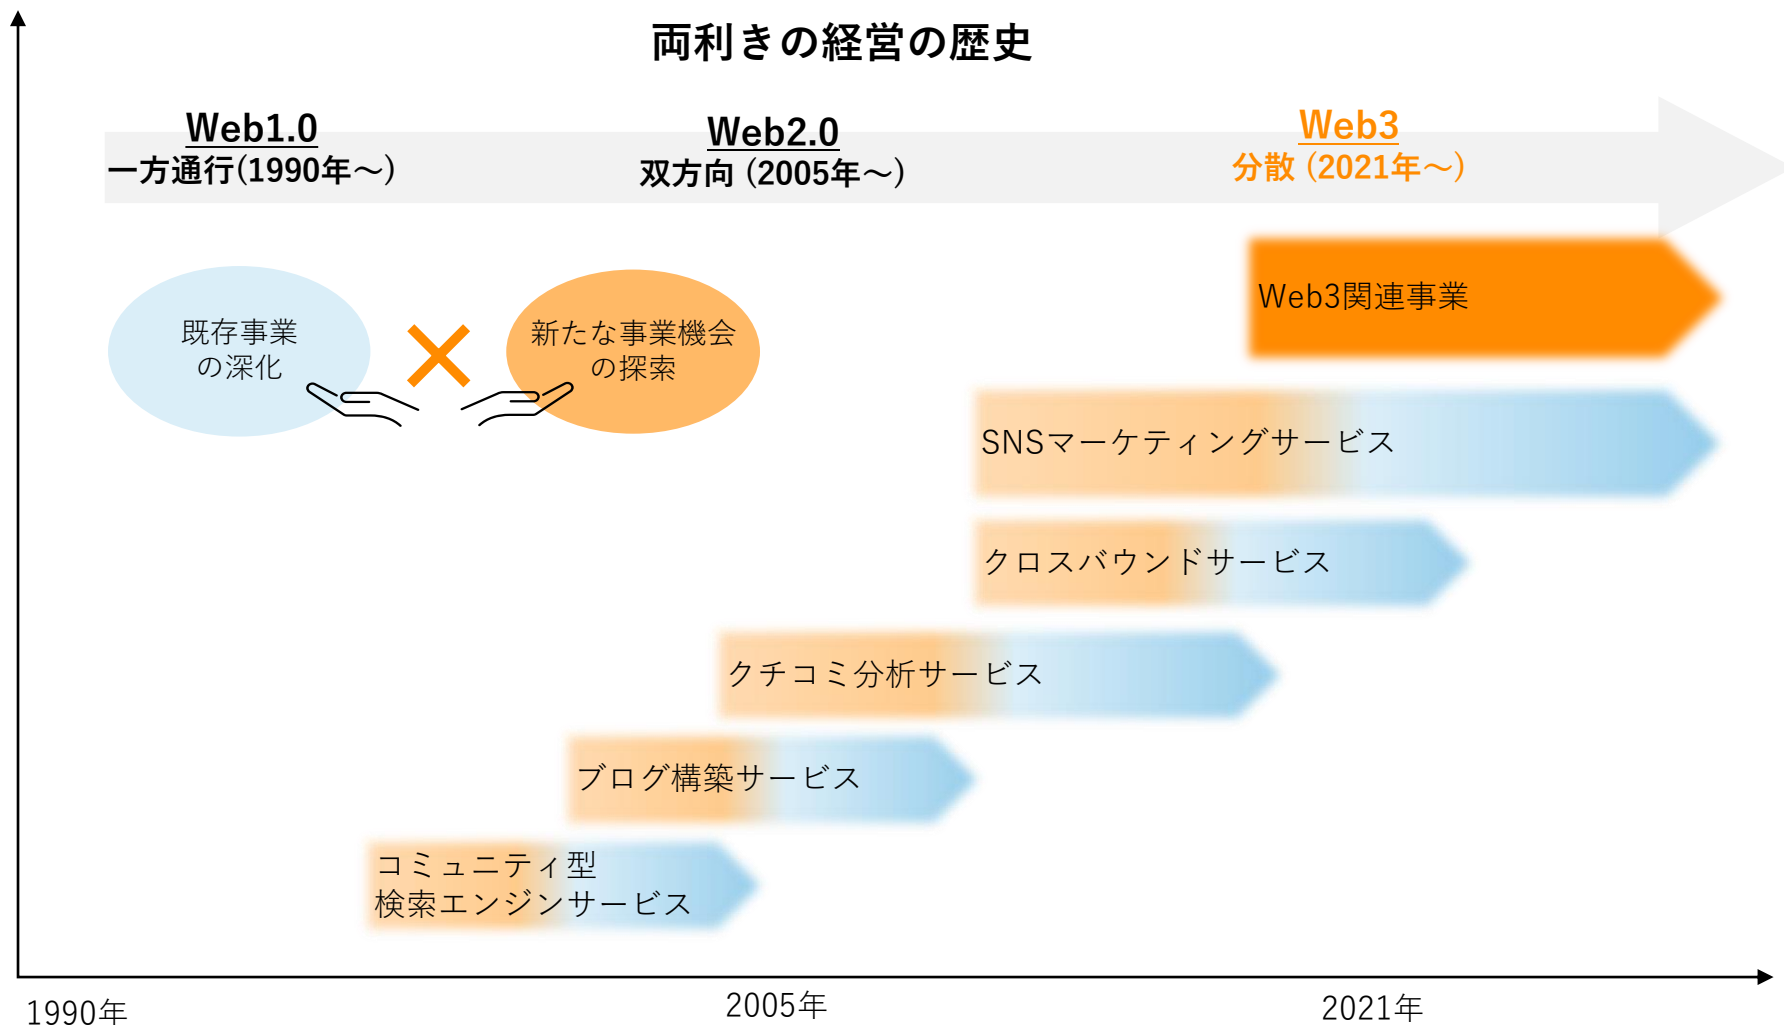 両利きの経営の歴史
Web1.0
一方通行(1990年～)
Web2.0
双方向 (2005年～)
Web3
分散 (2021年～)
既存事業
の深化
新たな事業機会
の探索
Web3関連事業
SNSマーケティングサービス
クロスバウンドサービス
クチコミ分析サービス
ブログ構築サービス
コミュニティ型
検索エンジンサービス
1990年
2005年
2021年